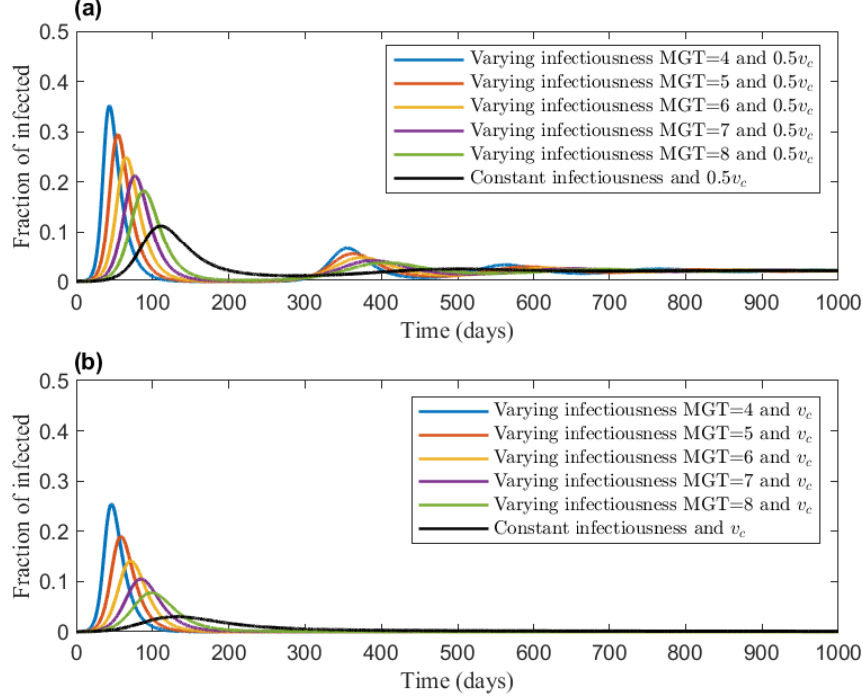 (a)
0.5
0.4
0.3
0.2
0.1
0
Fraction of infected
Varying infectiousness MGT=4 and 0.5v_c
Varying infectiousness MGT=5 and 0.5v_c
Varying infectiousness MGT=6 and 0.5v_c
Varying infectiousness MGT=7 and 0.5v_c
Varying infectiousness MGT=8 and 0.5v_c
Constant infectiousness and 0.5v_c
0 100 200 300 400 500 600 700 800 900 1000
Time (days)
(b)
0.5
0.4
0.3
0.2
0.1
0
Fraction of infected
Varying infectiousness MGT=4 and v_c
Varying infectiousness MGT=5 and v_c
Varying infectiousness MGT=6 and v_c
Varying infectiousness MGT=7 and v_c
Varying infectiousness MGT=8 and v_c
Constant infectiousness and v_c
0 100 200 300 400 500 600 700 800 900 1000
Time (days)